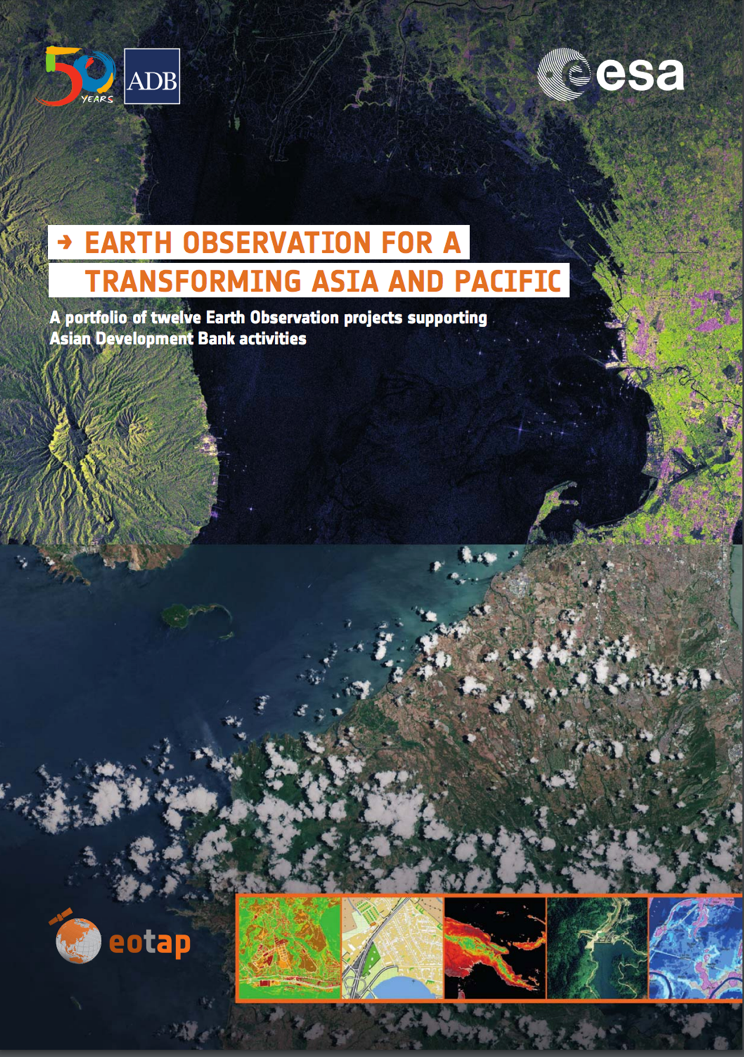 50
YEARS
ADB
esa
→ EARTH OBSERVATION FOR A
TRANSFORMING ASIA AND PACIFIC
A portfolio of twelve Earth Observation projects supporting
Asian Development Bank activities
eotap